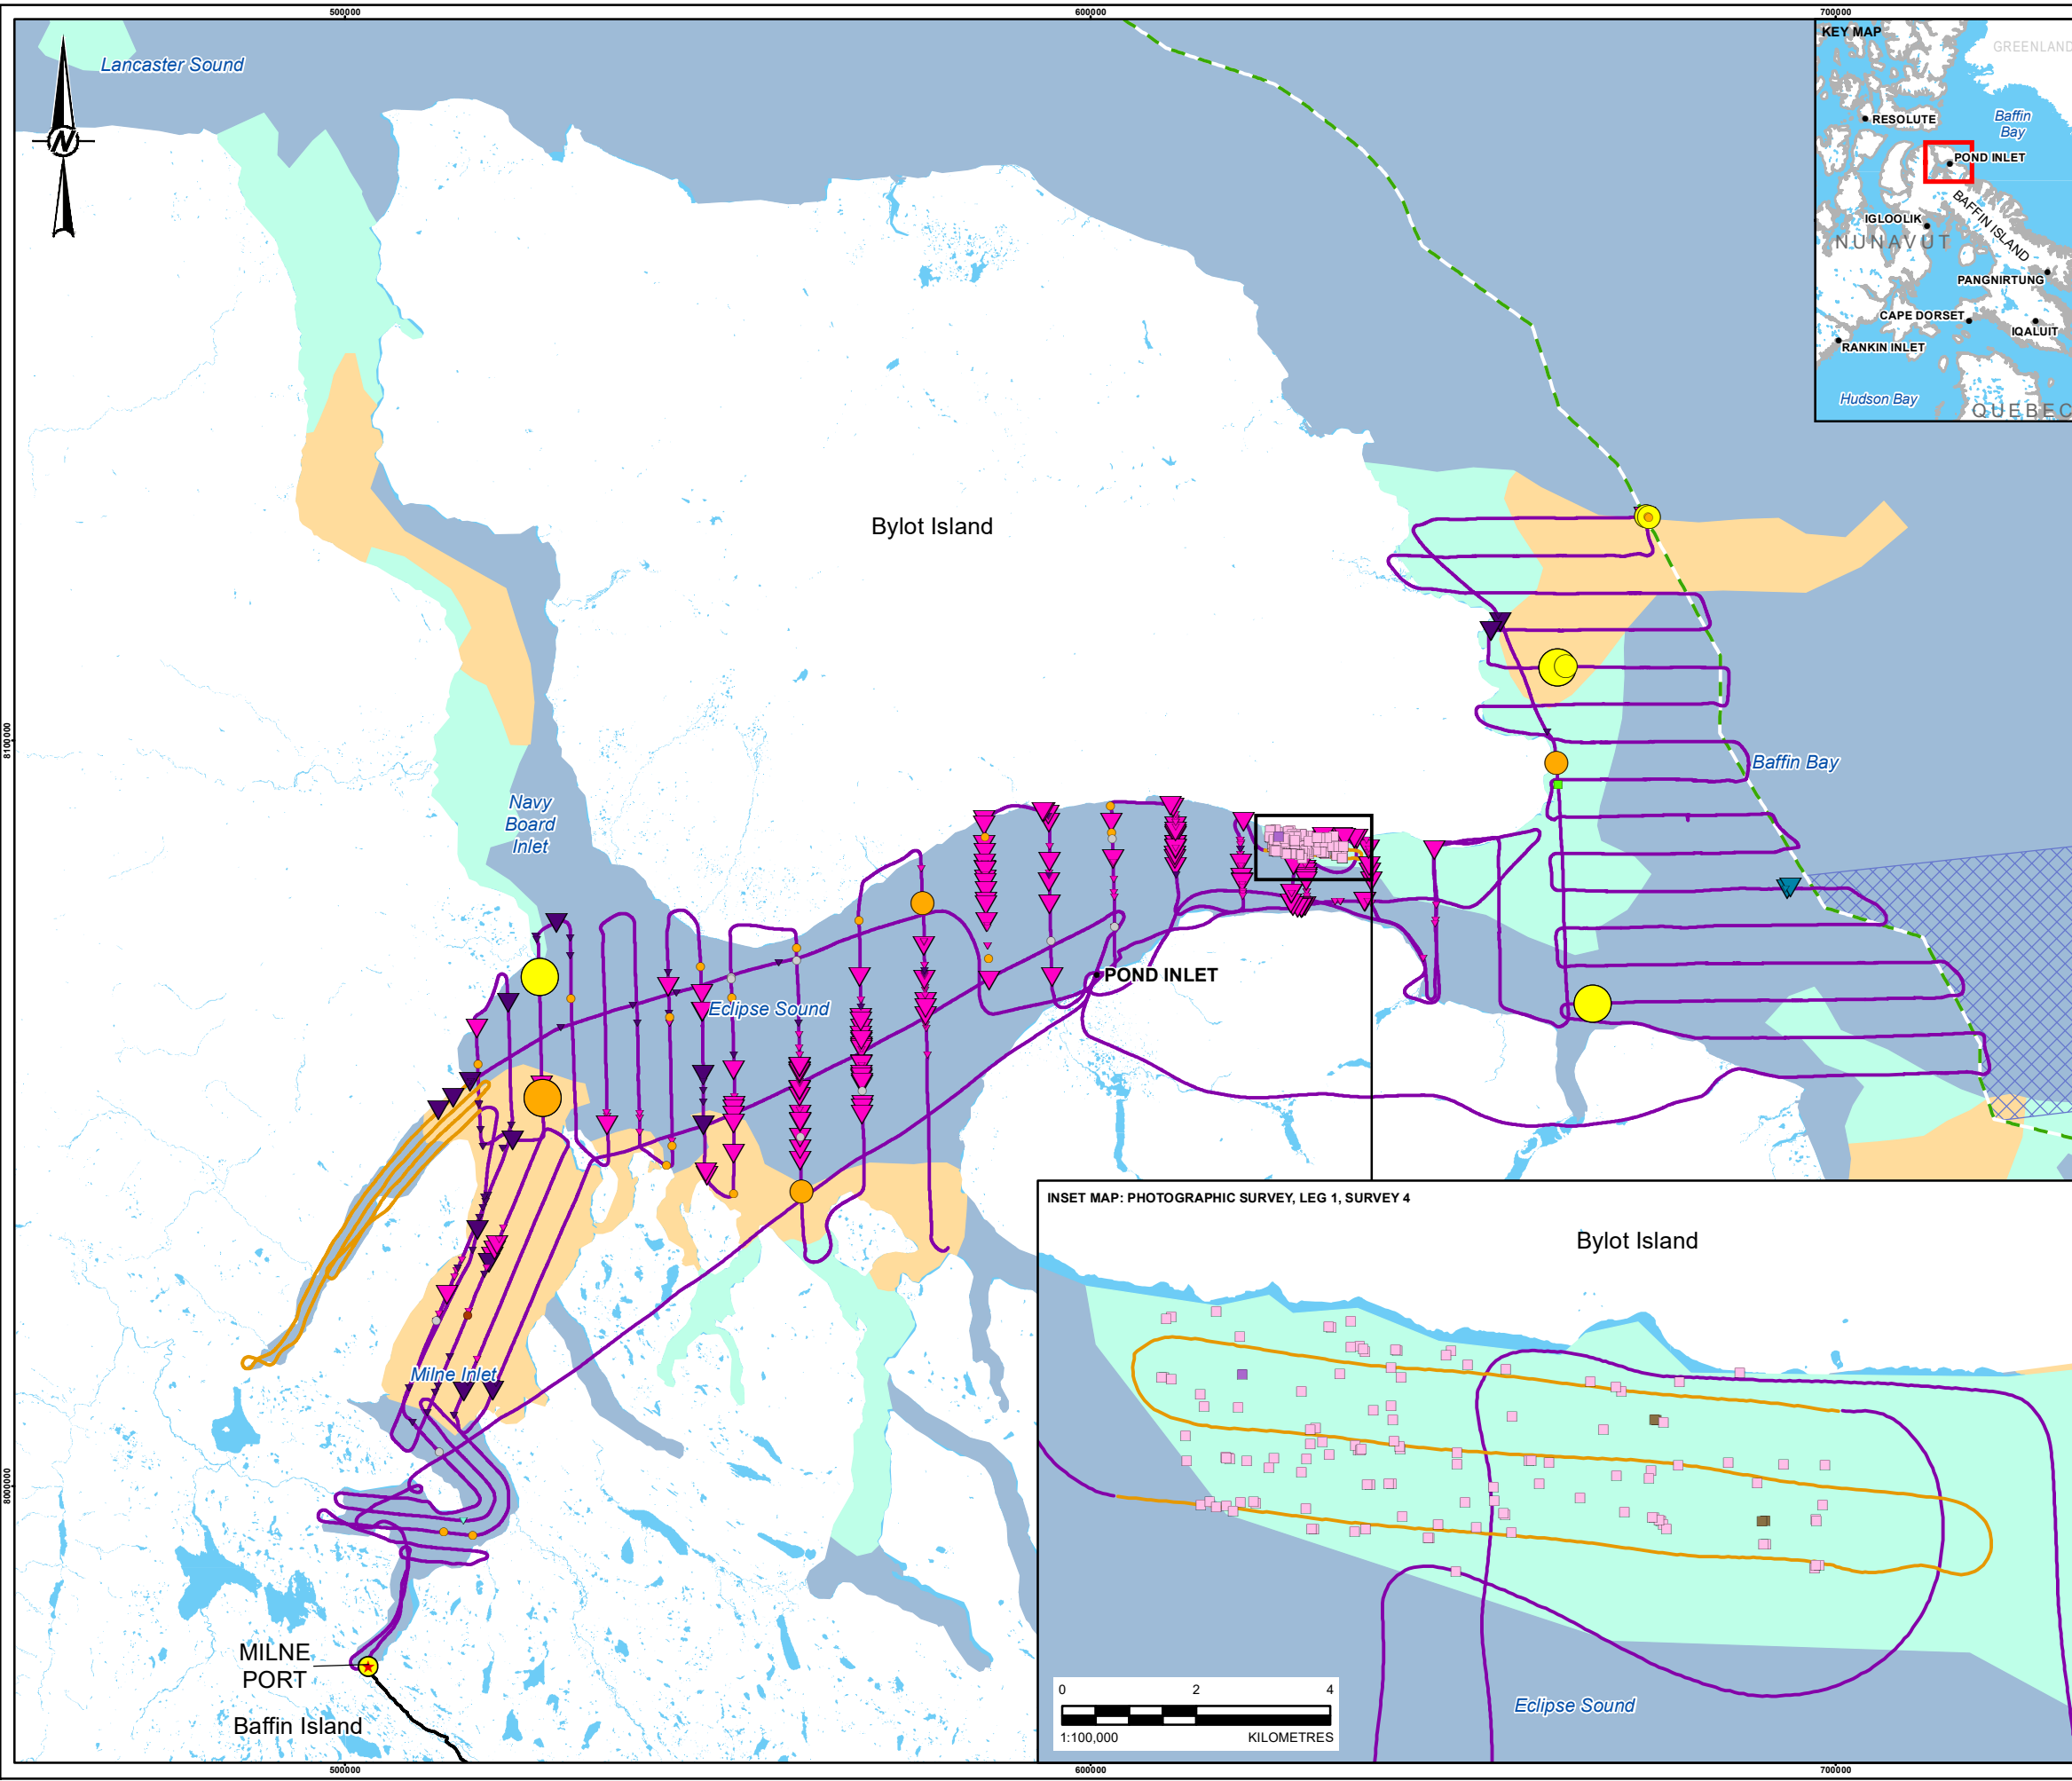 500000
600000
700000
Lancaster Sound
N
KEY MAP
GREENLAND
Baffin
Bay
RESOLUTE
POND INLET
BAFFIN ISLAND
IGLOOLIK
NUNAVUT
PANGNIRTUNG
CAPE DORSET
IQALUIT
RANKIN INLET
Hudson Bay
QUEBEC
Bylot Island
8100000
Baffin Bay
Navy
Board
Inlet
POND INLET
Eclipse Sound
INSET MAP: PHOTOGRAPHIC SURVEY, LEG 1, SURVEY 4
Bylot Island
Milne Inlet
8000000
MILNE
PORT
Baffin Island
0 2 4
1:100,000 KILOMETRES
Eclipse Sound
500000
600000
700000